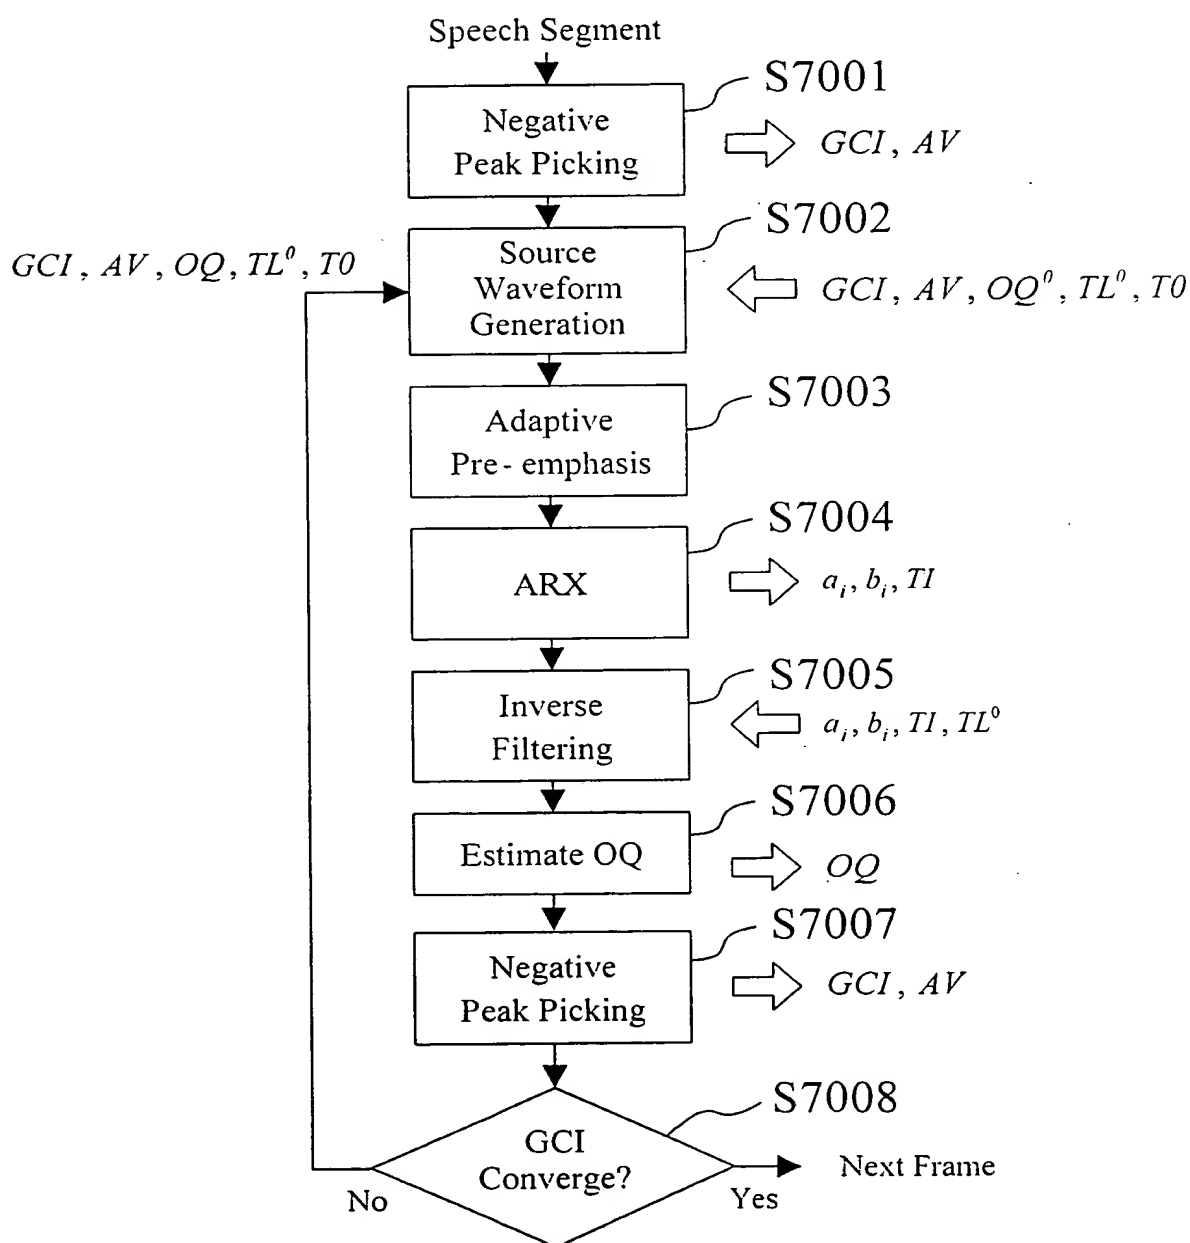 Speech Segment
S7001
Negative
Peak Picking
GCI, AV
S7002
GCI, AV, OQ, TL⁰, T0
Source
Waveform
Generation
GCI, AV, OQ⁰, TL⁰, T0
S7003
Adaptive
Pre-emphasis
S7004
ARX
aᵢ, bᵢ, TI
S7005
Inverse
Filtering
aᵢ, bᵢ, TI, TL⁰
S7006
Estimate OQ
OQ
S7007
Negative
Peak Picking
GCI, AV
S7008
GCI
Converge?
Next Frame
No
Yes